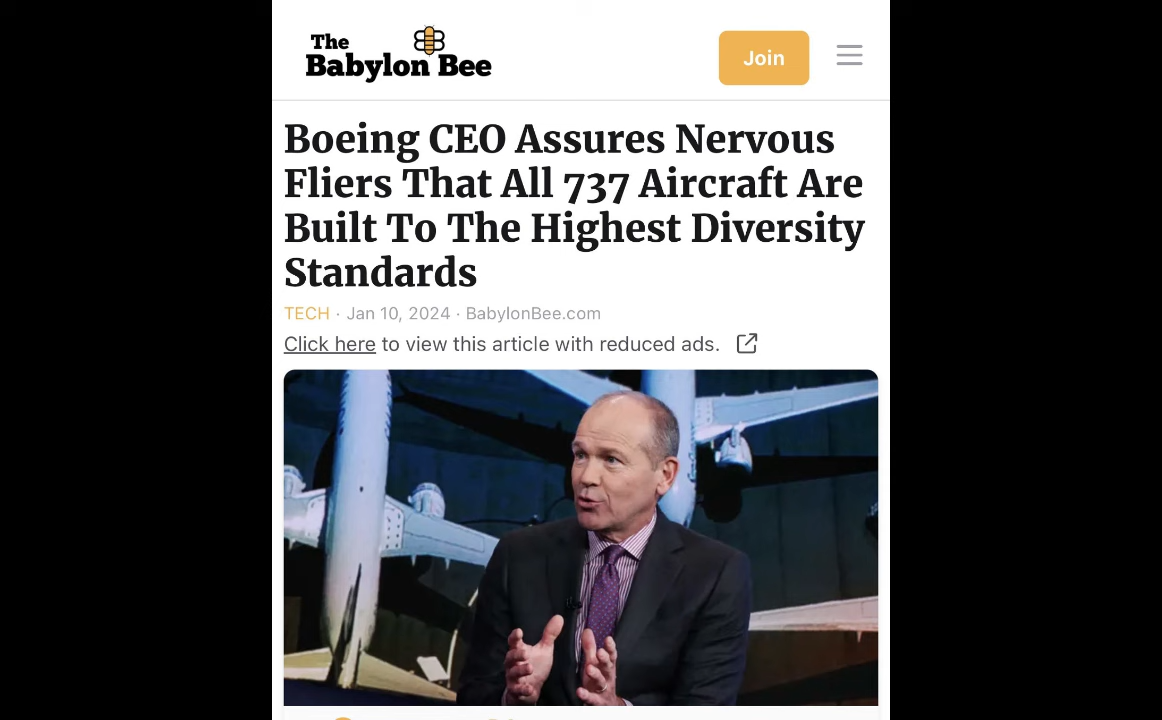 The
Babylon Bee
Join
Boeing CEO Assures Nervous
Fliers That All 737 Aircraft Are
Built To The Highest Diversity
Standards
TECH · Jan 10, 2024 · BabylonBee.com
Click here to view this article with reduced ads.